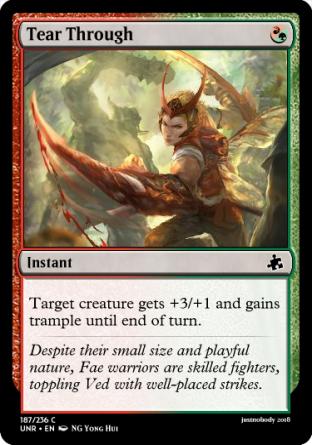 Tear Through
Instant
Target creature gets +3/+1 and gains
trample until end of turn.
Despite their small size and playful
nature, Fae warriors are skilled fighters,
toppling Ved with well-placed strikes.
187/236 C
justnobody 2018
UNR • EN NG Yong Hui